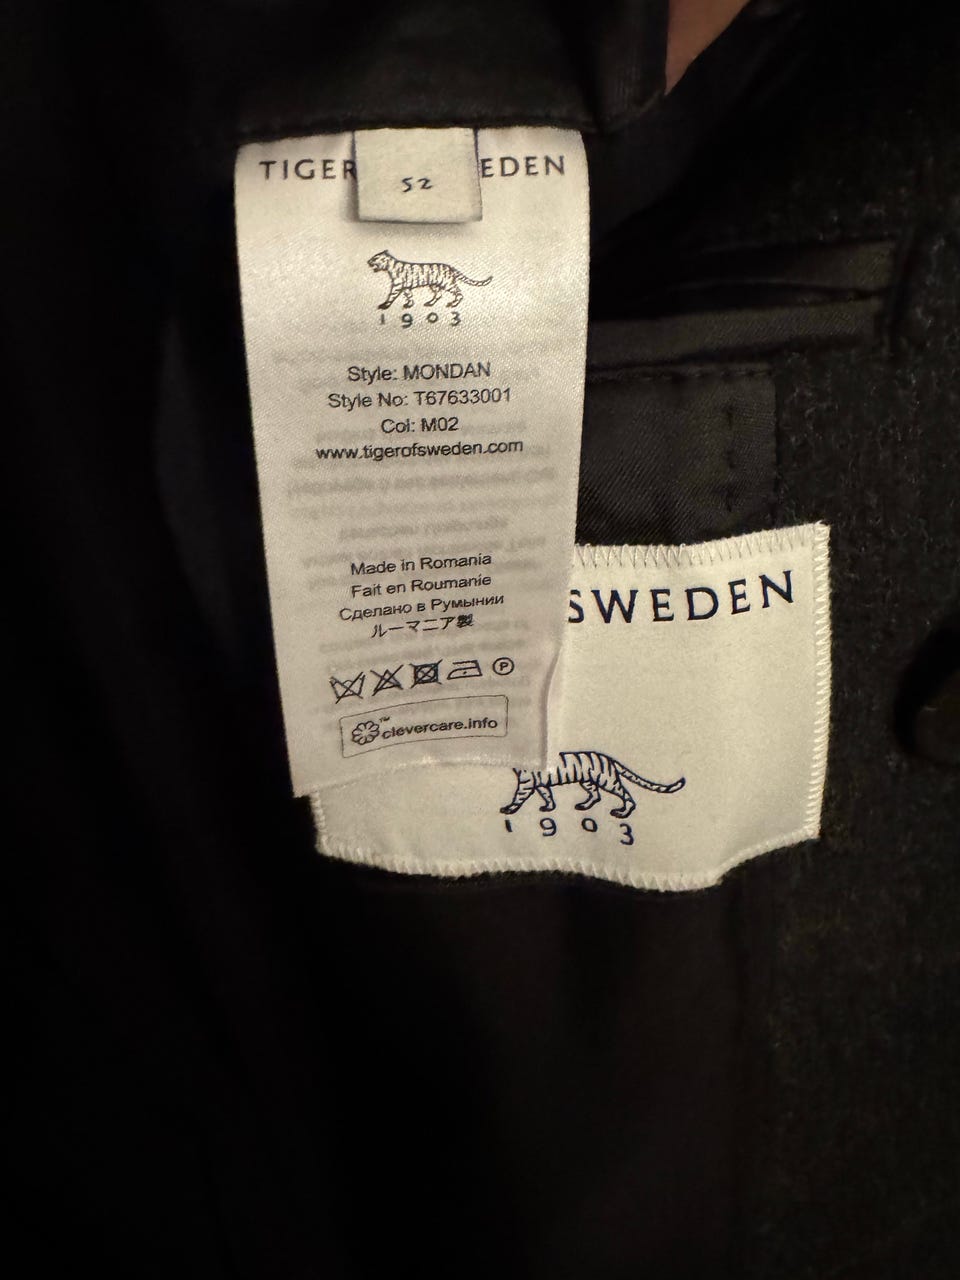 TIGER EDEN
52
1903
Style: MONDAN
Style No: T67633001
Col: M02
www.tigerofsweden.com
Made in Romania
Fait en Roumanie
Сделано в Румынии
ルーマニア製
P
clevercare.info
SWEDEN
1903